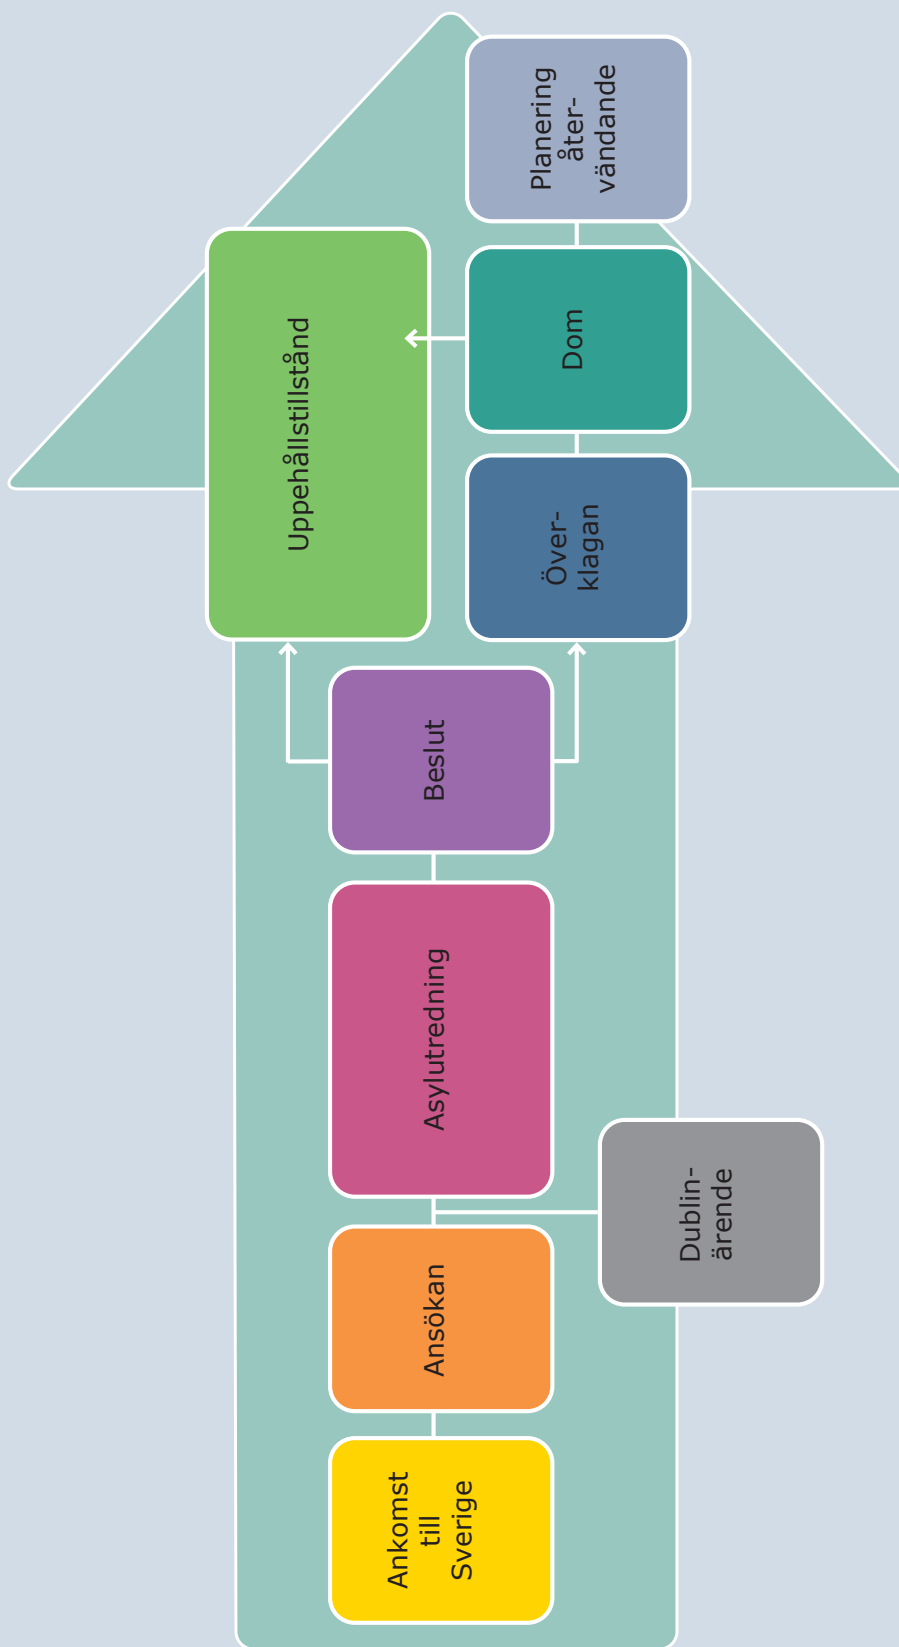 Ankomst
till
Sverige
Ansökan
Dublin-
ärende
Asylutredning
Beslut
Uppehållstillstånd
Över-
klagan
Dom
Planering
åter-
vändande